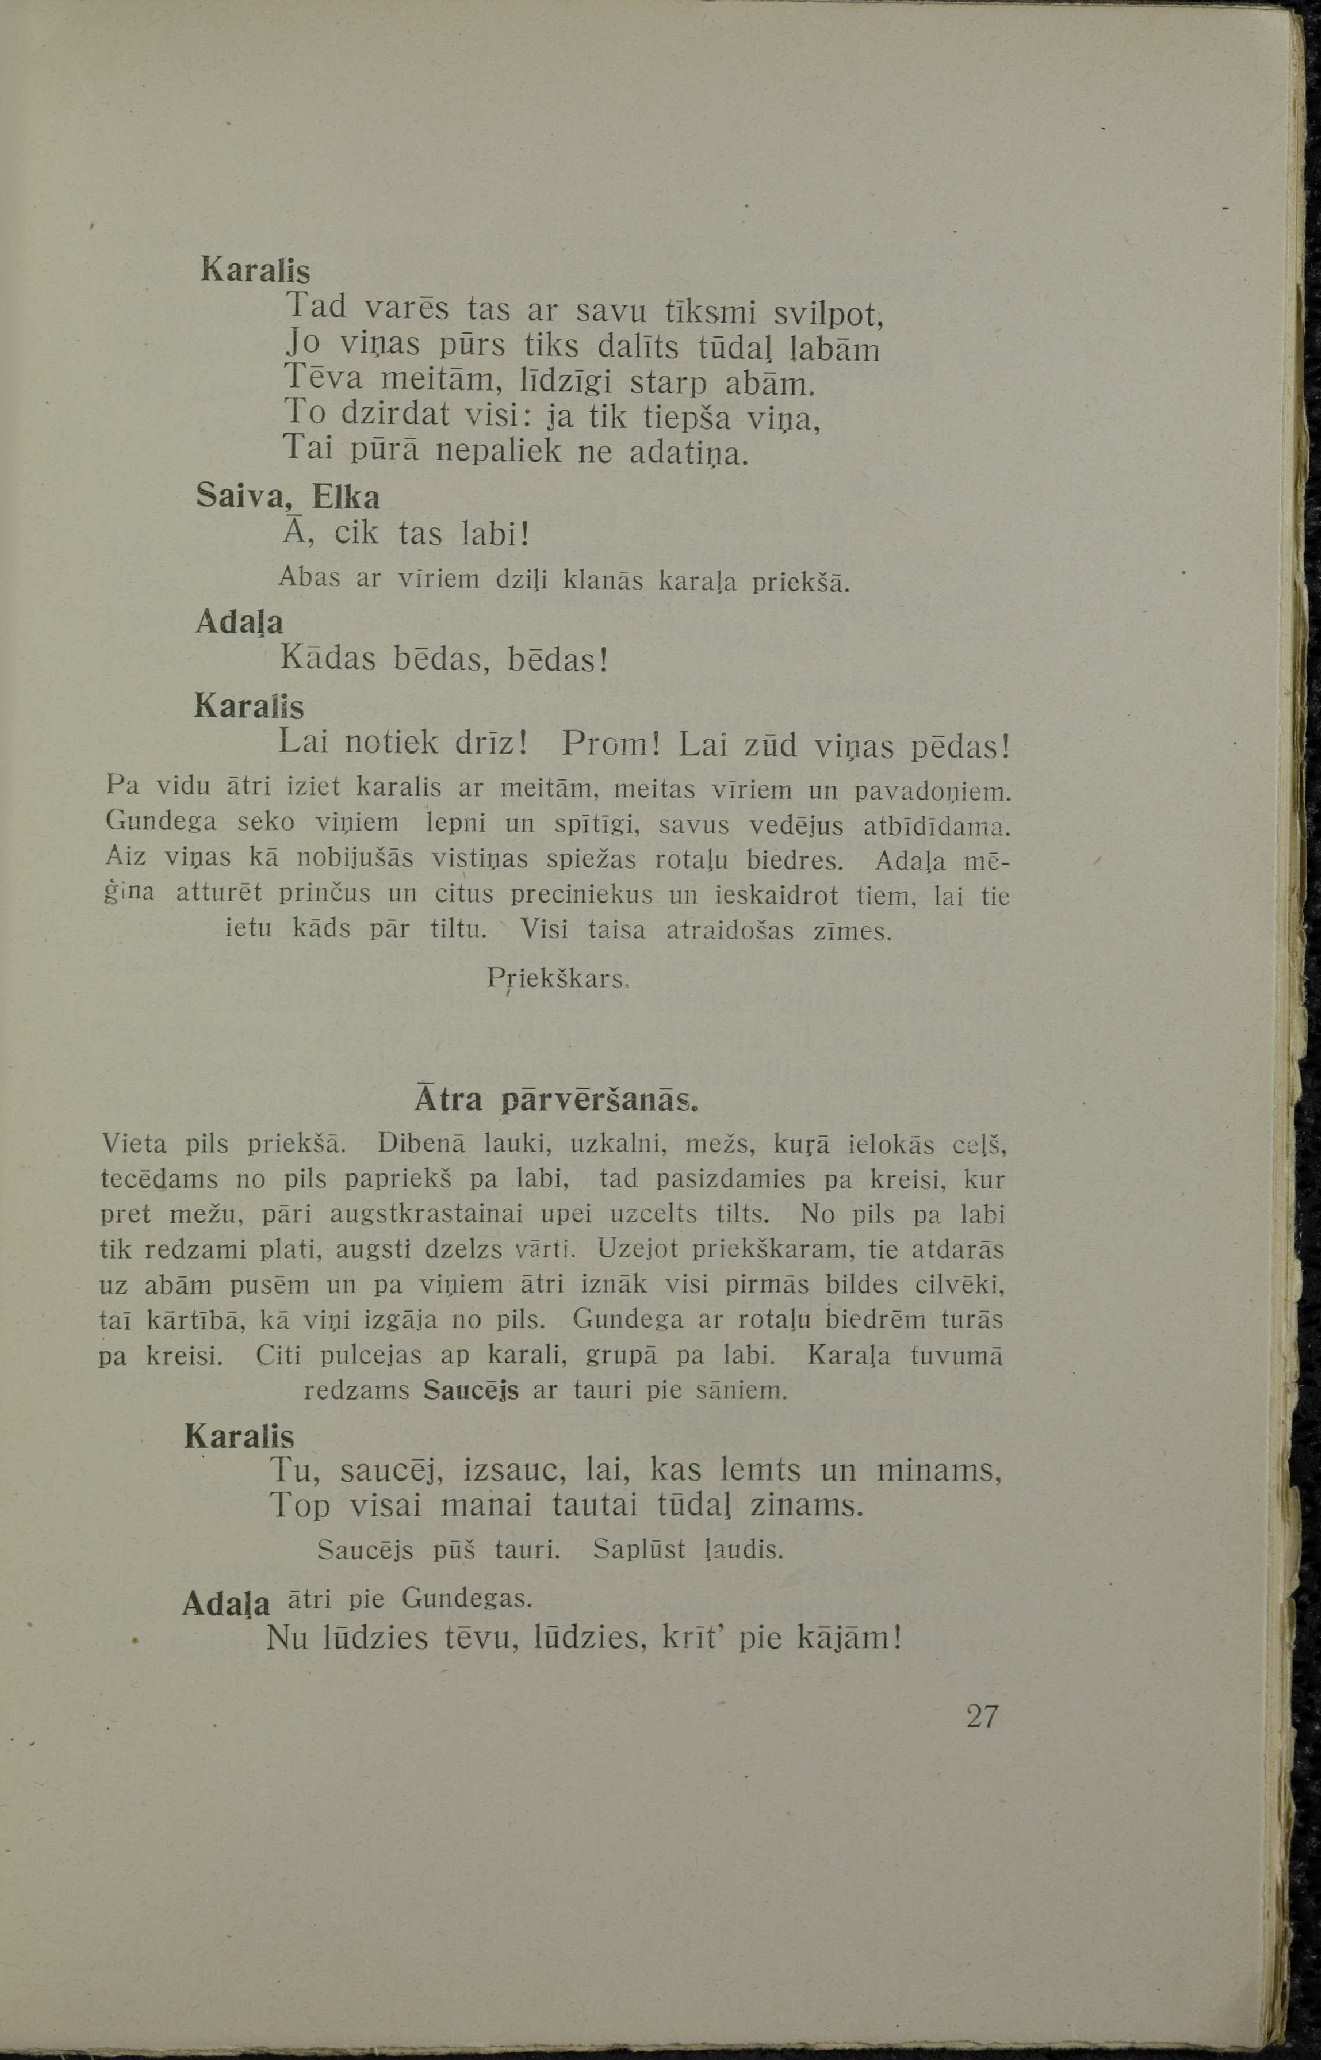 Karalis
Tad varēs tas ar savu tīksmi svilpot,
Jo viņas pūrs tiks dalīts tūdaļ labām
Tēva meitām, līdzīgi starp abām.
To dzirdat visi: ja tik tiepša viņa,
Tai pūrā nepaliek ne adatiņa.
Saiva, Elka
Ā, cik tas labi!
Abas ar vīriem dziļi klanās karaļa priekšā.
Adaļa
Kādas bēdas, bēdas!
Karalis
Lai notiek drīz! Prom! Lai zūd viņas pēdas!
Pa vidu ātri iziet karalis ar meitām, meitas vīriem un pavadoņiem.
Gundega seko viņiem lepni un spītīgi, savus vedējus atbīdīdama.
Aiz viņas kā nobijušās vistiņas spiežas rotaļu biedres. Adaļa mē-
ģina atturēt prinčus un citus preciniekus un ieskaidrot tiem, lai tie
ietu kāds pār tiltu. Visi taisa atraidošas zīmes.
Pŗiekškars.
Ātra pārvēršanās.
Vieta pils priekšā. Dibenā lauki, uzkalni, mežs, kuŗā ielokās ceļš,
tecēdams no pils papriekš pa labi, tad pasizdamies pa kreisi, kur
pret mežu, pāri augstkrastainai upei uzcelts tilts. No pils pa labi
tik redzami plati, augsti dzelzs vārti. Uzejot priekškaram, tie atdarās
uz abām pusēm un pa viņiem ātri iznāk visi pirmās bildes cilvēki,
taī kārtībā, kā viņi izgāja no pils. Gundega ar rotaļu biedrēm turās
pa kreisi. Citi pulcejas ap karali, grupā pa labi. Karaļa tuvumā
redzams Saucējs ar tauri pie sāniem.
Karalis
Tu, saucēj, izsauc, lai, kas lemts un minams,
Top visai manai tautai tūdaļ zinams.
Saucējs pūš tauri. Saplūst ļaudis.
Adaļa ātri pie Gundegas.
Nu lūdzies tēvu, lūdzies, krīt’ pie kājām!
27